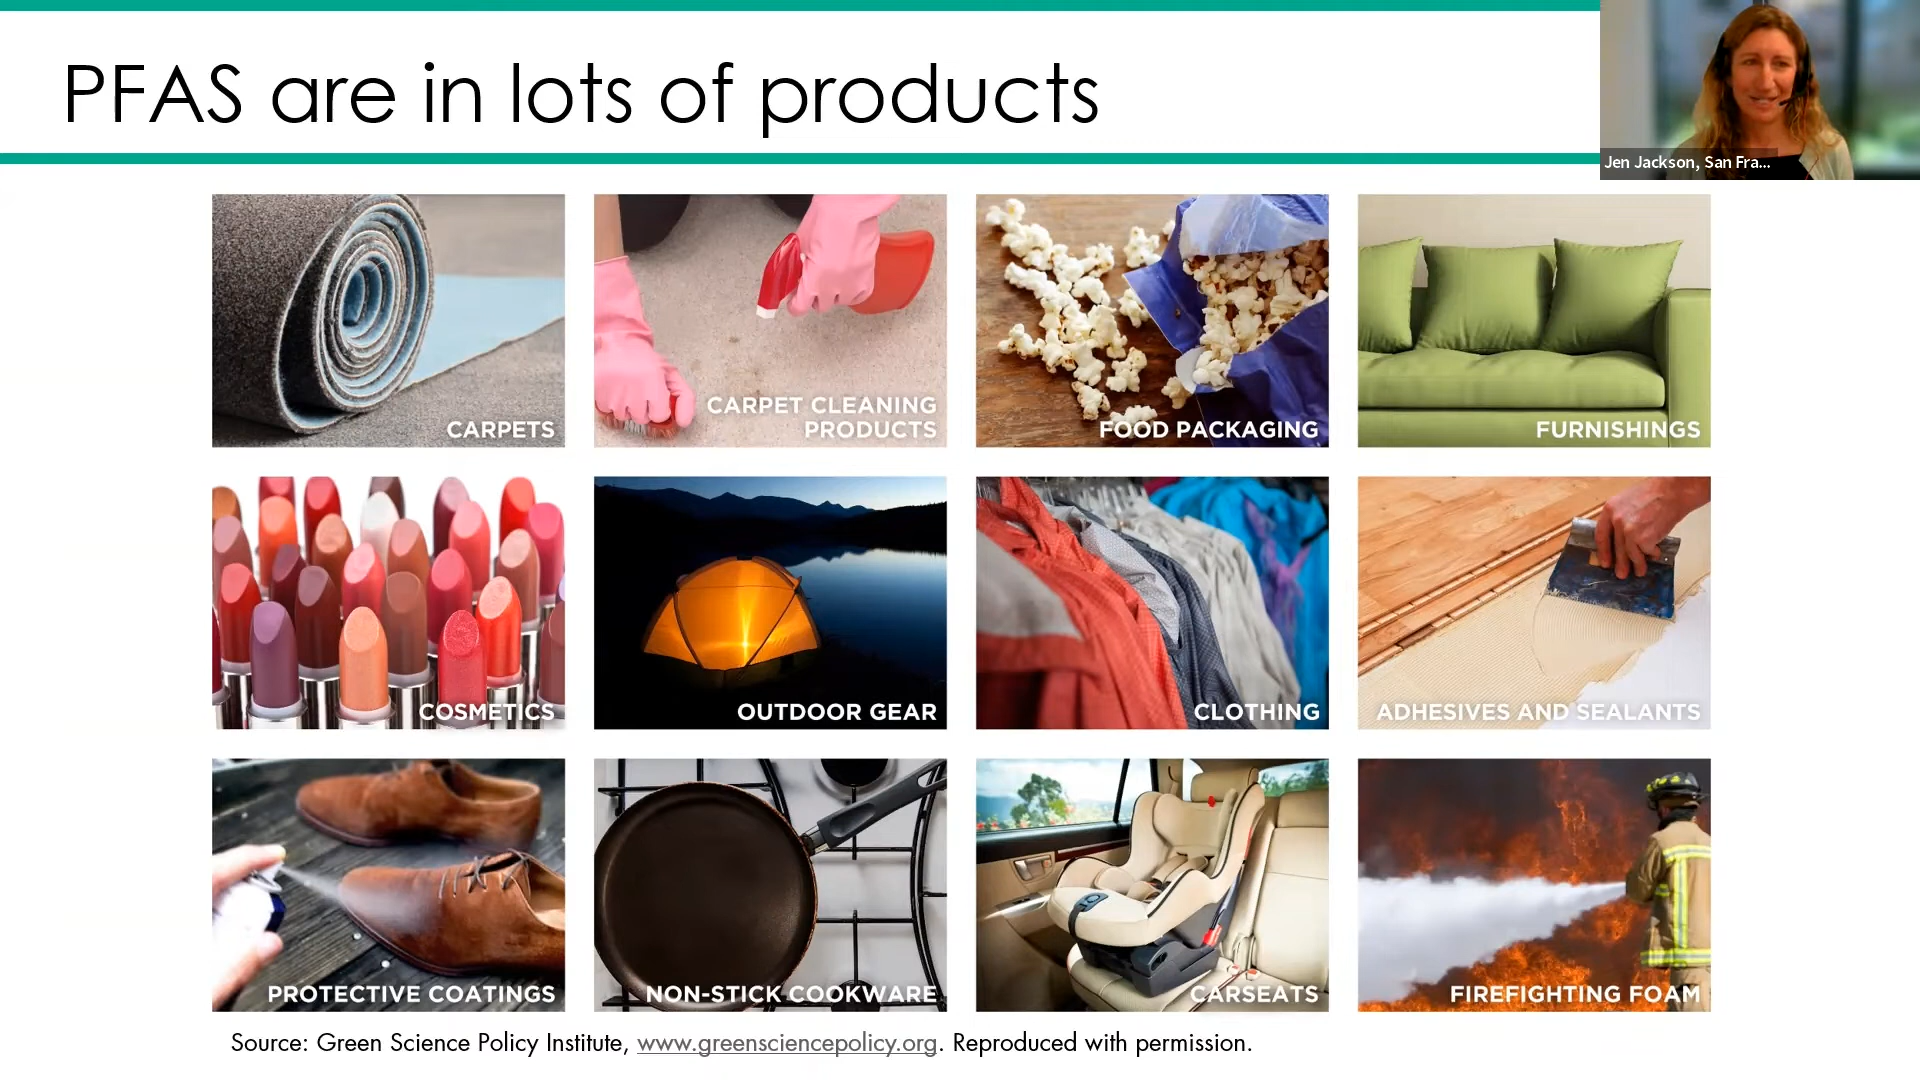 PFAS are in lots of products
Jen Jackson, San Fra...
CARPETS
CARPET CLEANING
PRODUCTS
FOOD PACKAGING
FURNISHINGS
COSMETICS
OUTDOOR GEAR
CLOTHING
ADHESIVES AND SEALANTS
PROTECTIVE COATINGS
NON-STICK COOKWARE
CARSEATS
FIREFIGHTING FOAM
Source: Green Science Policy Institute, www.greensciencepolicy.org. Reproduced with permission.